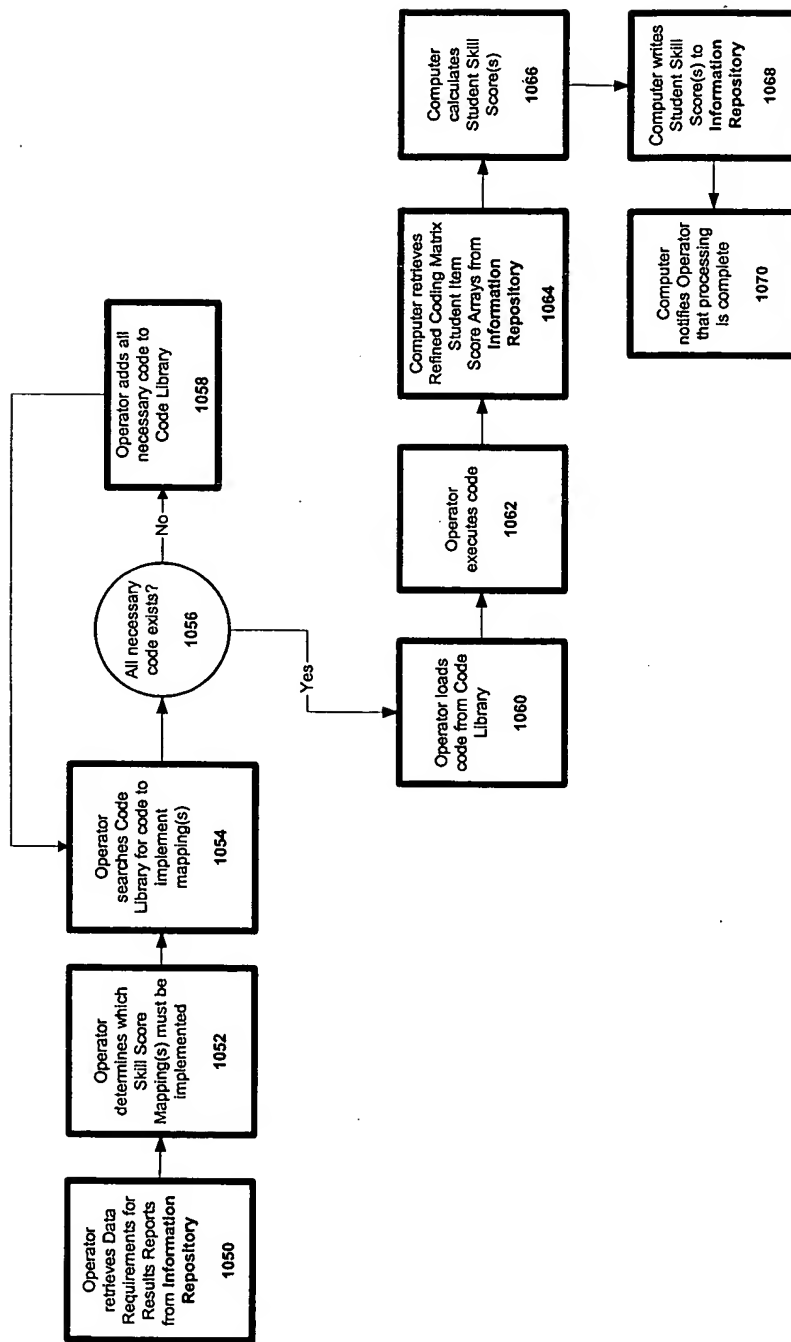 Operator
retrieves Data
Requirements for
Results Reports
from Information
Repository
1050
Operator
determines which
Skill Score
Mapping(s) must be
implemented
1052
Operator
searches Code
Library for code to
implement
mapping(s)
1054
All necessary
code exists?
1056
No
Operator adds all
necessary code to
Code Library
1058
Yes
Operator loads
code from Code
Library
1060
Operator
executes code
1062
Computer retrieves
Refined Coding Matrix
Student Item
Score Arrays from
Information
Repository
1064
Computer
calculates
Student Skill
Score(s)
1066
Computer writes
Student Skill
Score(s) to
Information
Repository
1068
Computer
notifies Operator
that processing
is complete
1070